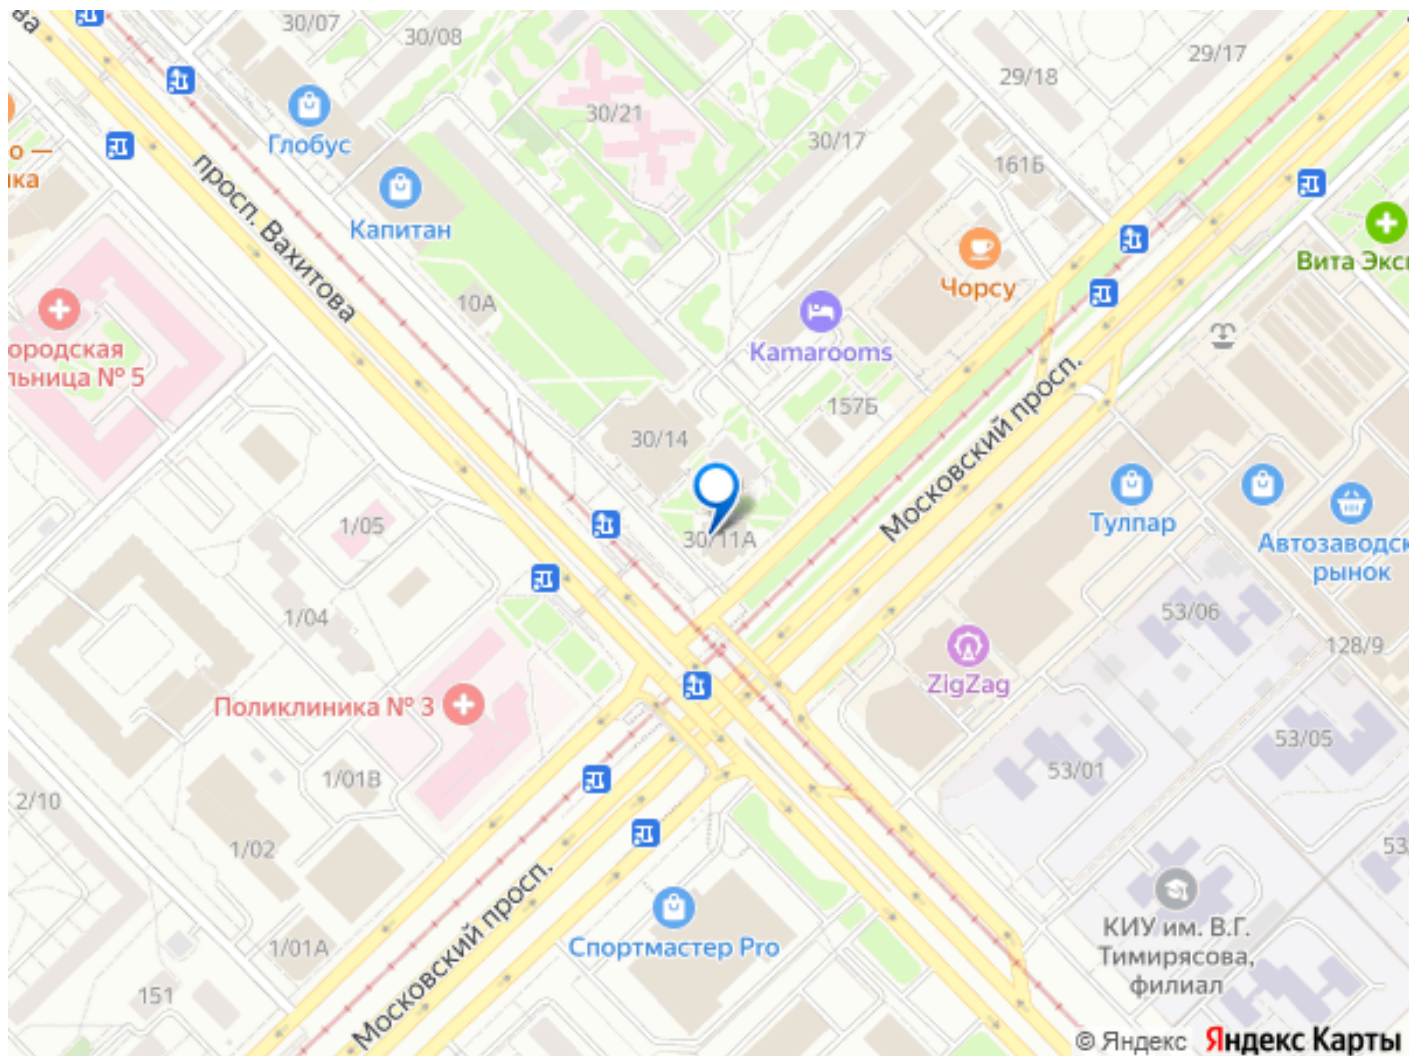 30/07
30/08
29/17
29/18
30/21
30/17
161Б
Глобус
просп. Вахитова
Капитан
Чорсу
Вита Экс
10А
Kamarooms
ородская
льница № 5
157Б
30/14
Московский просп.
Тулпар
Автозаводск
рынок
1/05
30/11А
1/04
53/06
128/9
ZigZag
Поликлиника № 3
53/05
53/01
1/01В
2/10
1/02
53
Московский просп.
Спортмастер Pro
КИУ им. В.Г.
Тимирясова,
филиал
1/01А
151
© Яндекс Яндекс Карты